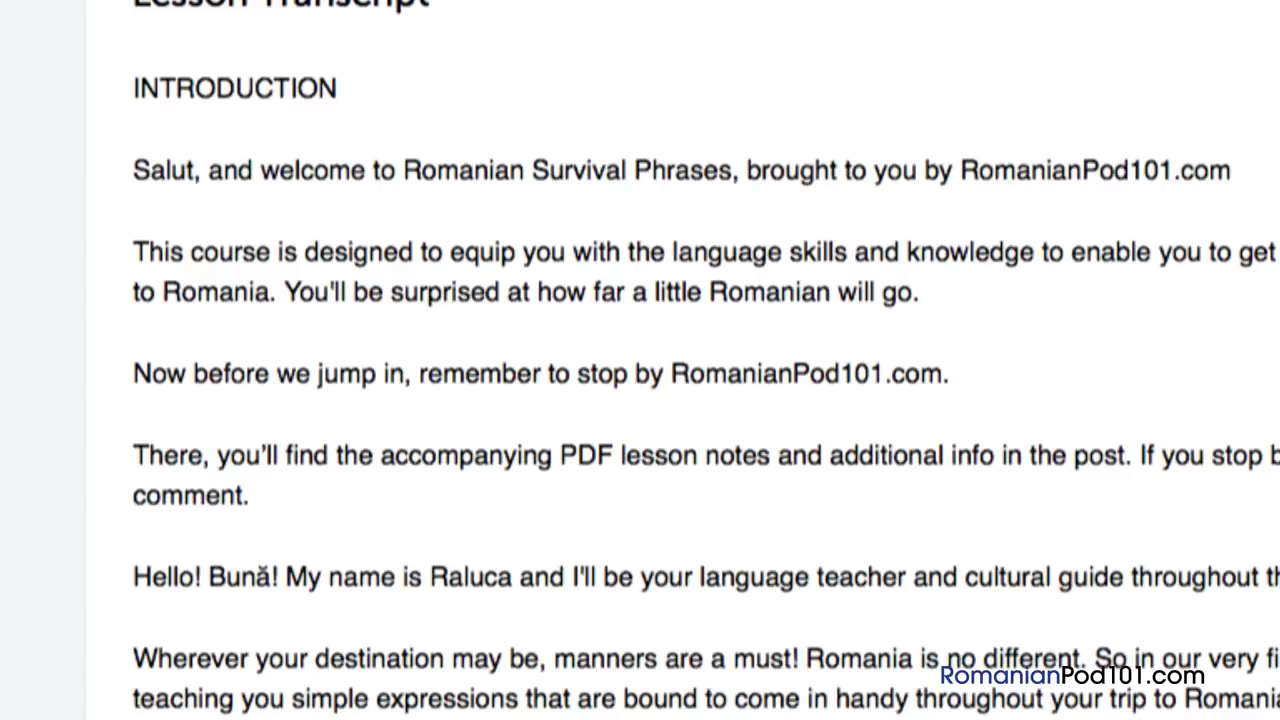 Lesson Transcript
INTRODUCTION
Salut, and welcome to Romanian Survival Phrases, brought to you by RomanianPod101.com
This course is designed to equip you with the language skills and knowledge to enable you to get
to Romania. You'll be surprised at how far a little Romanian will go.
Now before we jump in, remember to stop by RomanianPod101.com.
There, you'll find the accompanying PDF lesson notes and additional info in the post. If you stop
comment.
Hello! Bună! My name is Raluca and I'll be your language teacher and cultural guide throughout
Wherever your destination may be, manners are a must! Romania is no different. So in our very
teaching you simple expressions that are bound to come in handy throughout your trip to
RomanianPod101.com